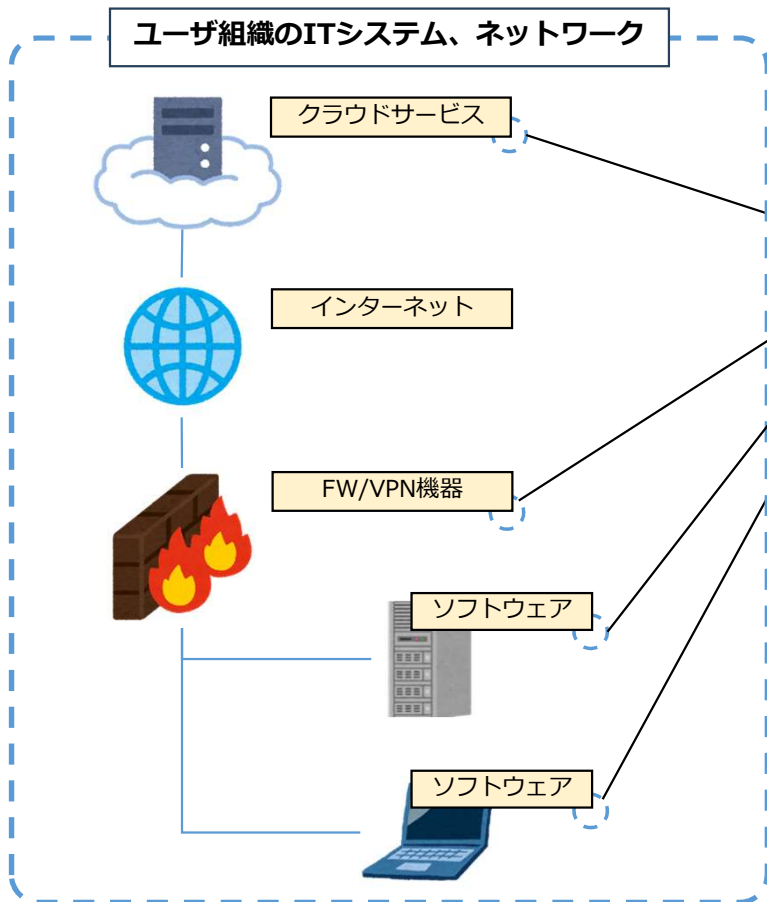 ユーザ組織のITシステム、ネットワーク
クラウドサービス
インターネット
FW/VPN機器
ソフトウェア
ソフトウェア